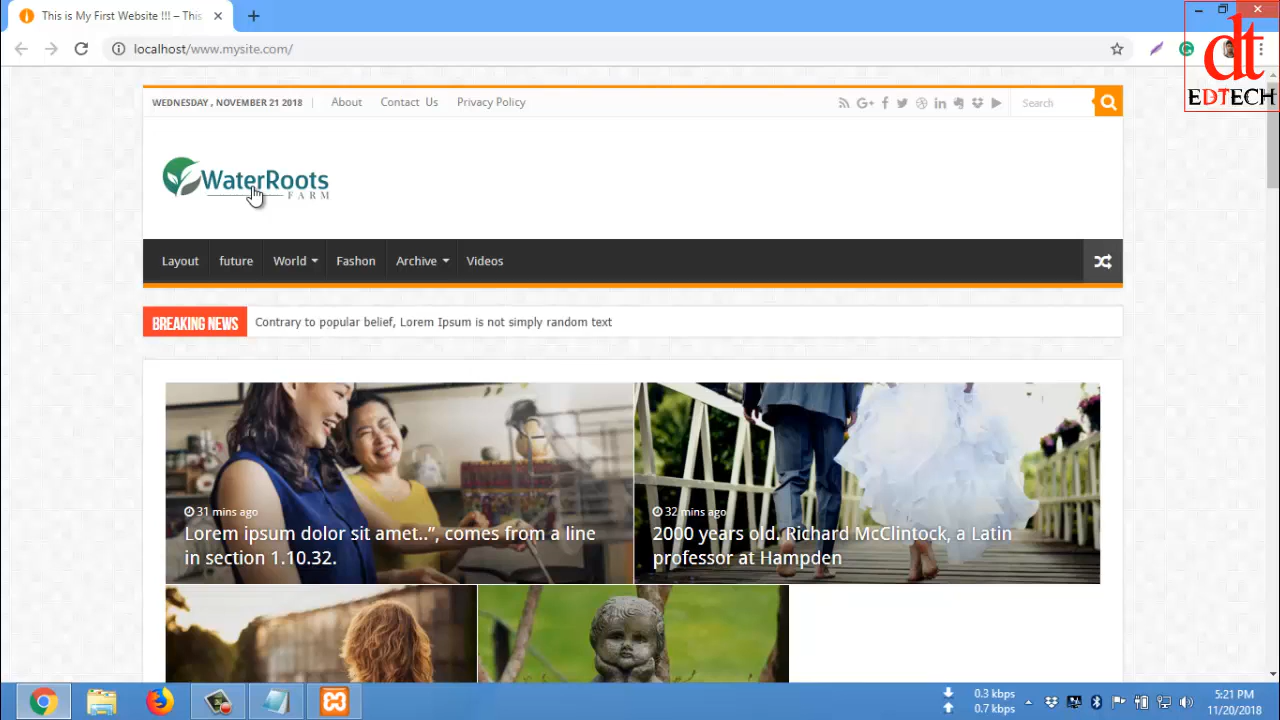 This is My First Website !!! – This
localhost/www.mysite.com/
dt
EDTECH
WEDNESDAY , NOVEMBER 21 2018
About
Contact Us
Privacy Policy
Search
WaterRoots
FARM
Layout
future
World
Fashon
Archive
Videos
BREAKING NEWS
Contrary to popular belief, Lorem Ipsum is not simply random text
31 mins ago
Lorem ipsum dolor sit amet..”, comes from a line
in section 1.10.32.
32 mins ago
2000 years old. Richard McClintock, a Latin
professor at Hampden
0.3 kbps
0.7 kbps
5:21 PM
11/20/2018